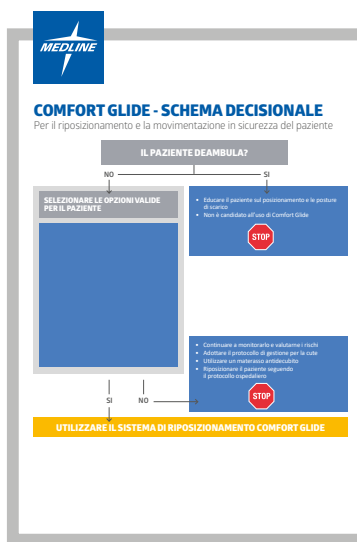 MEDLINE
COMFORT GLIDE - SCHEMA DECISIONALE
Per il riposizionamento e la movimentazione in sicurezza del paziente
IL PAZIENTE DEAMBULA?
NO
SI
SELEZIONARE LE OPZIONI VALIDE
PER IL PAZIENTE
• Educare il paziente sul posizionamento e le posture
di scarico
• Non è candidato all'uso di Comfort Glide
STOP
• Continuare a monitorarlo e valutarne i rischi
• Adottare il protocollo di gestione per la cute
• Utilizzare un materasso antidecubito
• Riposizionare il paziente seguendo
il protocollo ospedaliero
STOP
SI
NO
UTILIZZARE IL SISTEMA DI RIPOSIZIONAMENTO COMFORT GLIDE